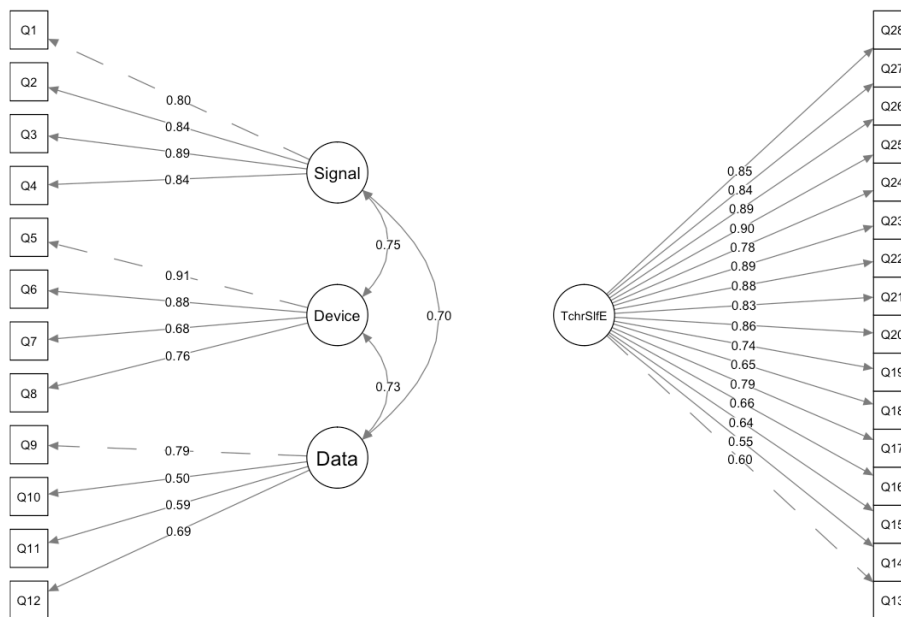 Q1
Q2
Q3
Q4
Q5
Q6
Q7
Q8
Q9
Q10
Q11
Q12
0.80
0.84
0.89
0.84
0.91
0.88
0.68
0.76
0.79
0.50
0.59
0.69
Signal
Device
Data
0.75
0.70
0.73
TchrSlfE
0.85
0.84
0.89
0.90
0.78
0.89
0.88
0.83
0.86
0.74
0.65
0.79
0.66
0.64
0.55
0.60
Q28
Q27
Q26
Q25
Q24
Q23
Q22
Q21
Q20
Q19
Q18
Q17
Q16
Q15
Q14
Q13